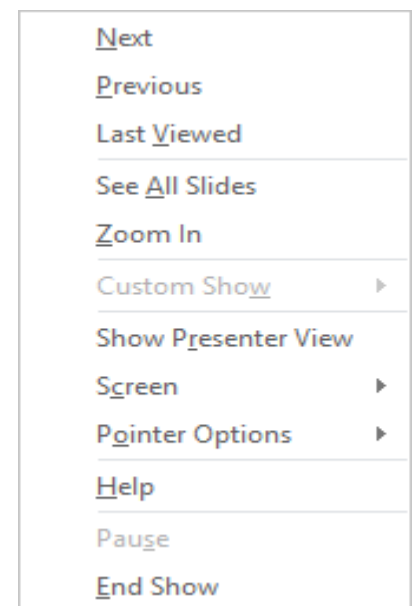 Next
Previous
Last Viewed
See All Slides
Zoom In
Custom Show
Show Presenter View
Screen
Pointer Options
Help
Pause
End Show